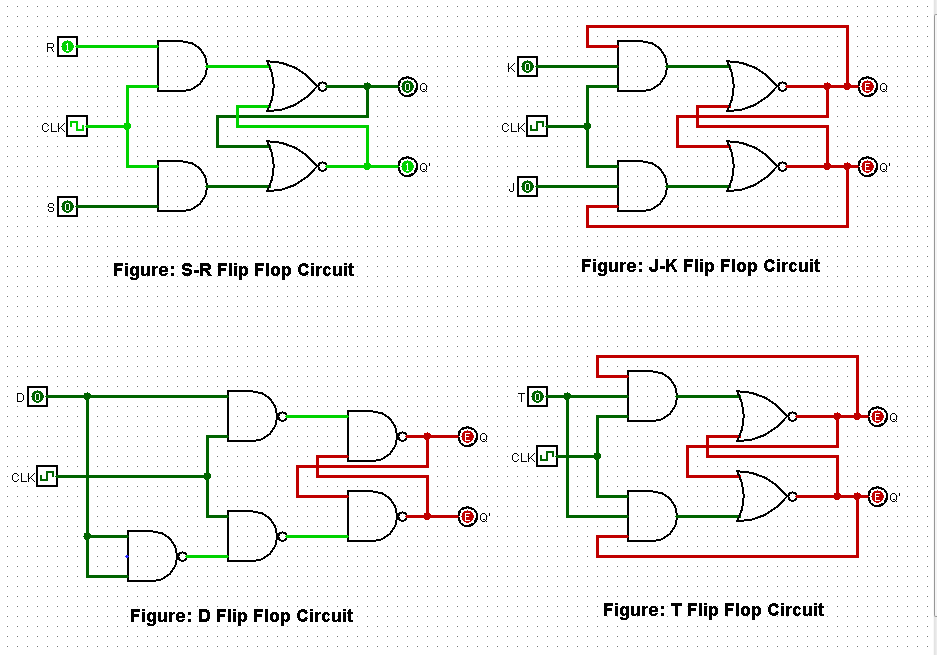 R 1
CLK
S 0
0 Q
1 Q'
Figure: S-R Flip Flop Circuit
K 0
CLK
J 0
E Q
E Q'
Figure: J-K Flip Flop Circuit
D 0
CLK
E Q
E Q'
Figure: D Flip Flop Circuit
T 0
CLK
E Q
E Q'
Figure: T Flip Flop Circuit